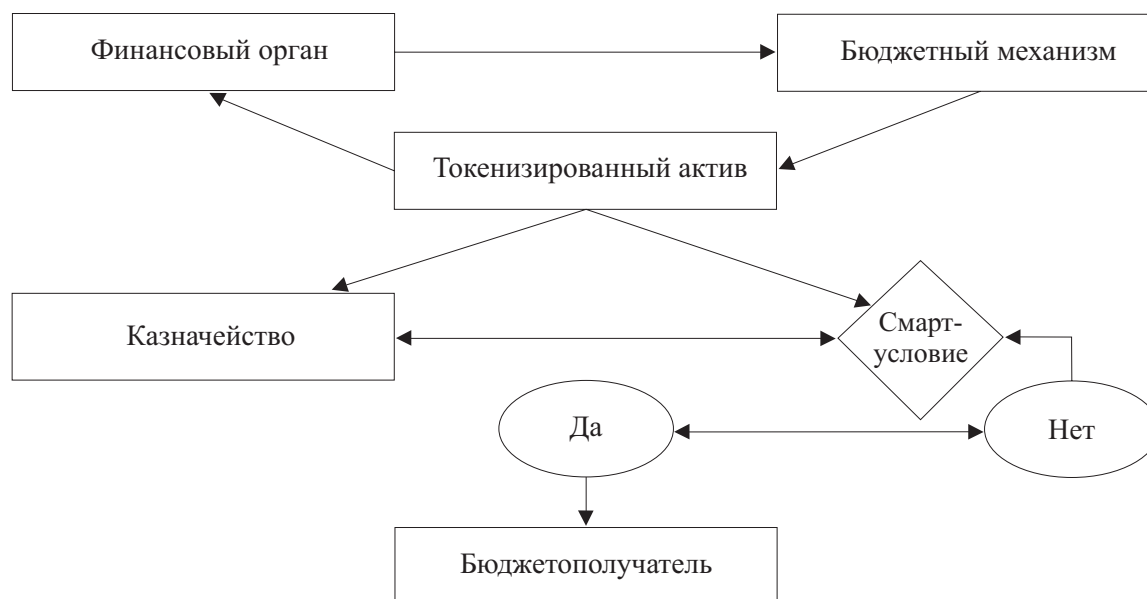 Финансовый орган
Бюджетный механизм
Токенизированный актив
Казначейство
Смарт-
условие
Да
Нет
Бюджетополучатель